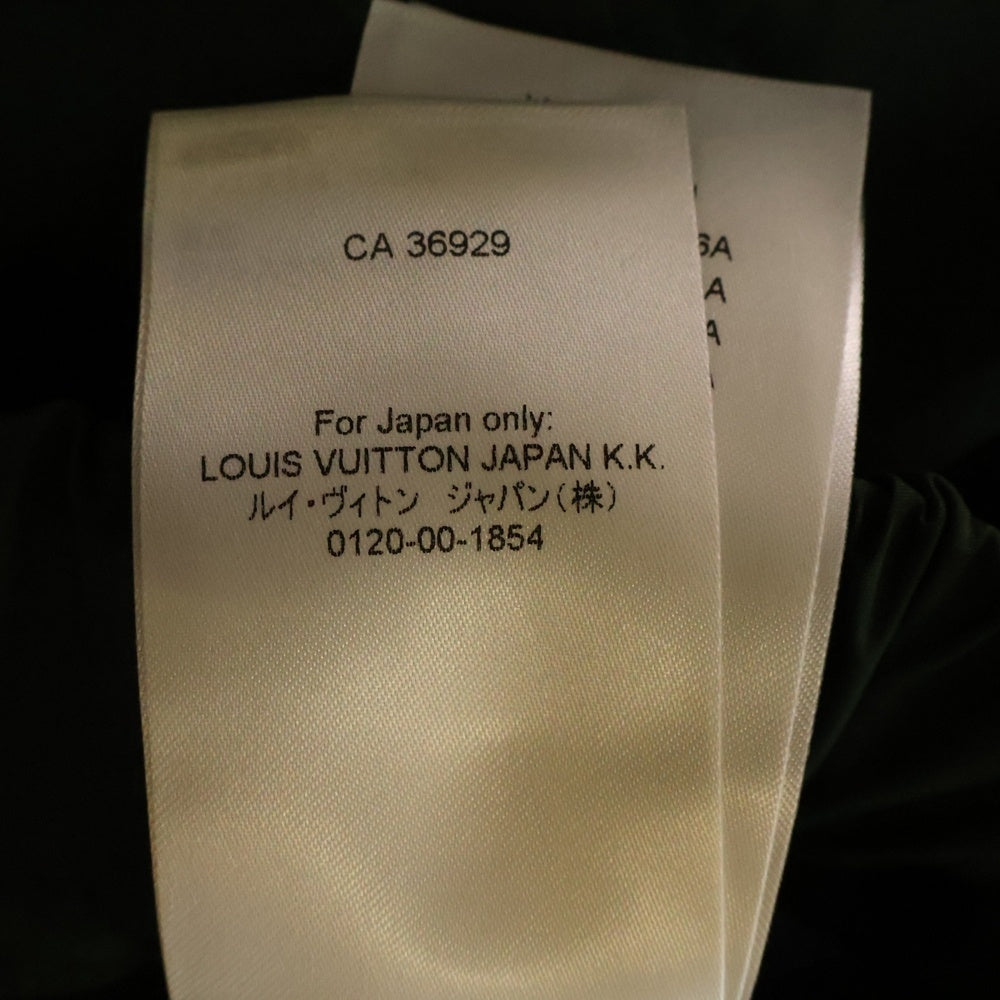 CA 36929
For Japan only:
LOUIS VUITTON JAPAN K.K.
ルイ・ヴィトン ジャパン(株)
0120-00-1854